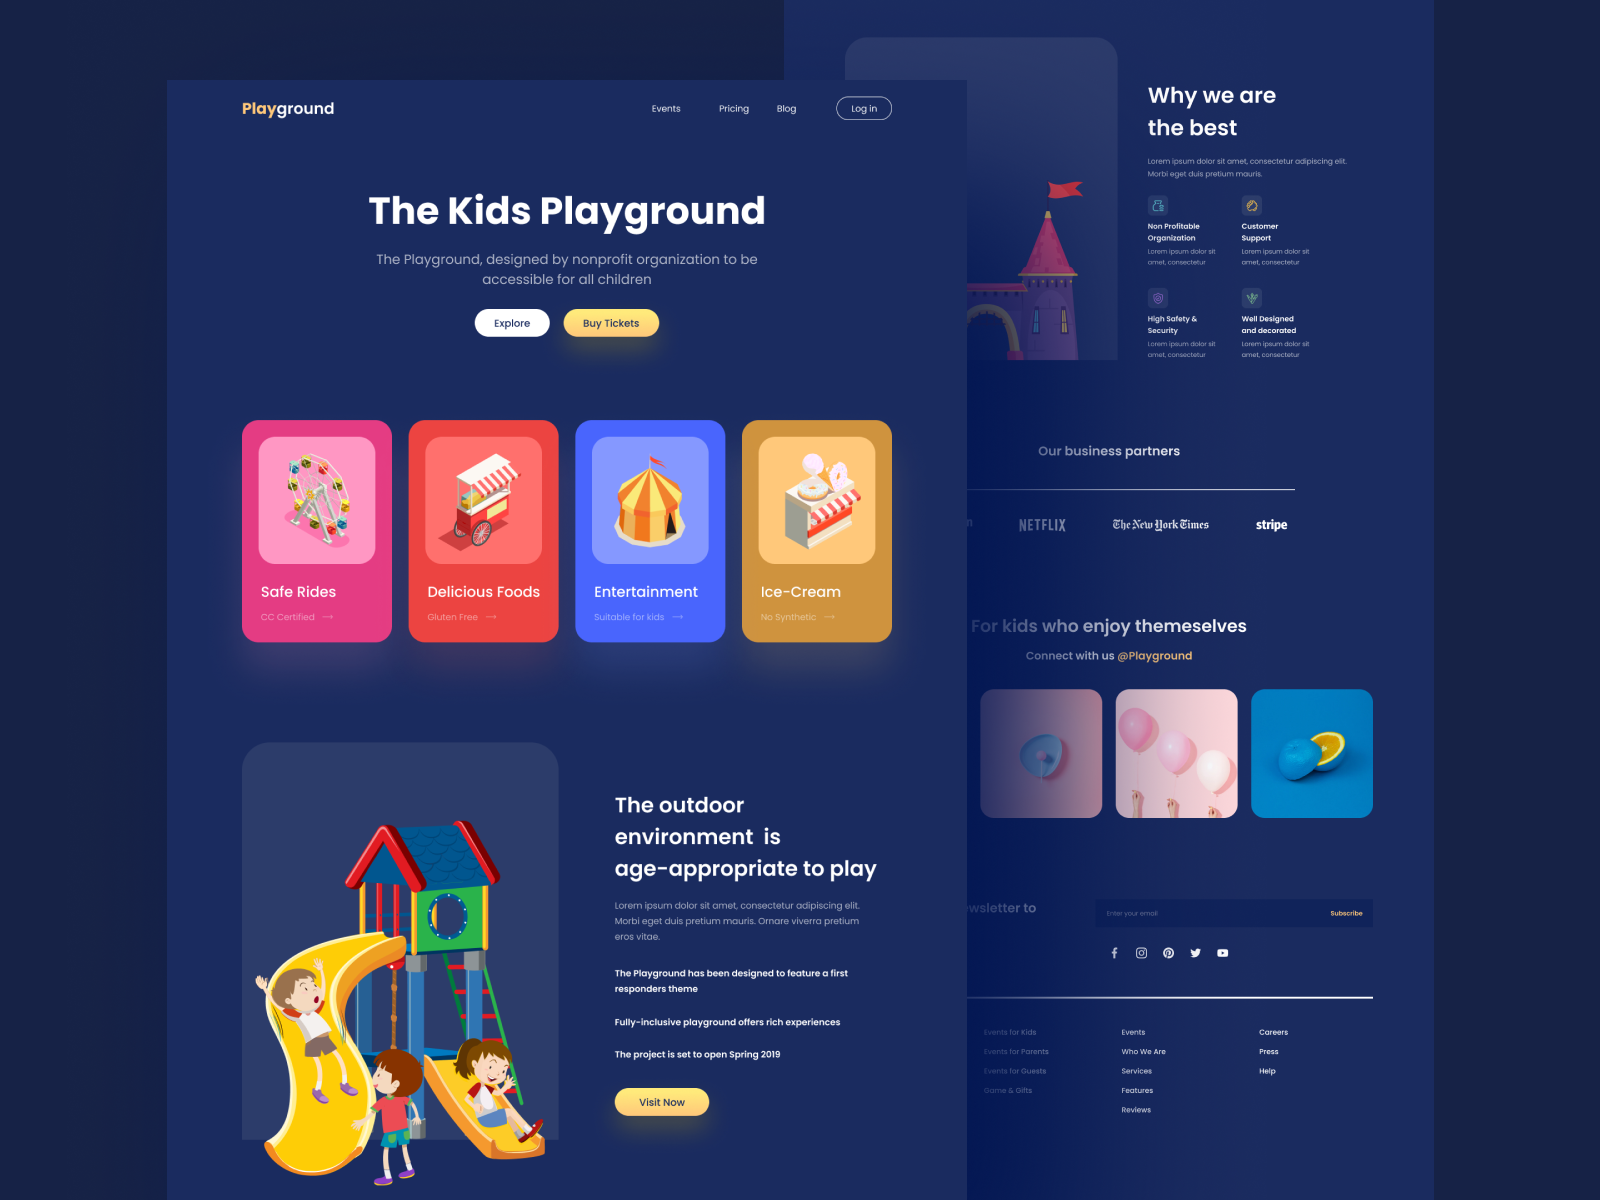 Playground
Events
Pricing
Blog
Log in
The Kids Playground
The Playground, designed by nonprofit organization to be
accessible for all children
Explore
Buy Tickets
Safe Rides
CC Certified
Delicious Foods
Gluten Free
Entertainment
Suitable for kids
Ice-Cream
No Synthetic
The outdoor
environment is
age-appropriate to play
Lorem ipsum dolor sit amet, consectetur adipiscing elit.
Morbi eget duis pretium mauris. Ornare viverra pretium
eros vitae.
The Playground has been designed to feature a first
responders theme
Fully-inclusive playground offers rich experiences
The project is set to open Spring 2019
Visit Now
Why we are
the best
Lorem ipsum dolor sit amet, consectetur adipiscing elit.
Morbi eget duis pretium mauris.
Non Profitable
Organization
Lorem ipsum dolor sit
amet, consectetur
Customer
Support
Lorem ipsum dolor sit
amet, consectetur
High Safety &
Security
Lorem ipsum dolor sit
amet, consectetur
Well Designed
and decorated
Lorem ipsum dolor sit
amet, consectetur
Our business partners
NETFLIX
The New York Times
stripe
For kids who enjoy themeselves
Connect with us @Playground
wsletter to
Enter your email
Subscribe
Events for Kids
Events for Parents
Events for Guests
Game & Gifts
Events
Who We Are
Services
Features
Reviews
Careers
Press
Help